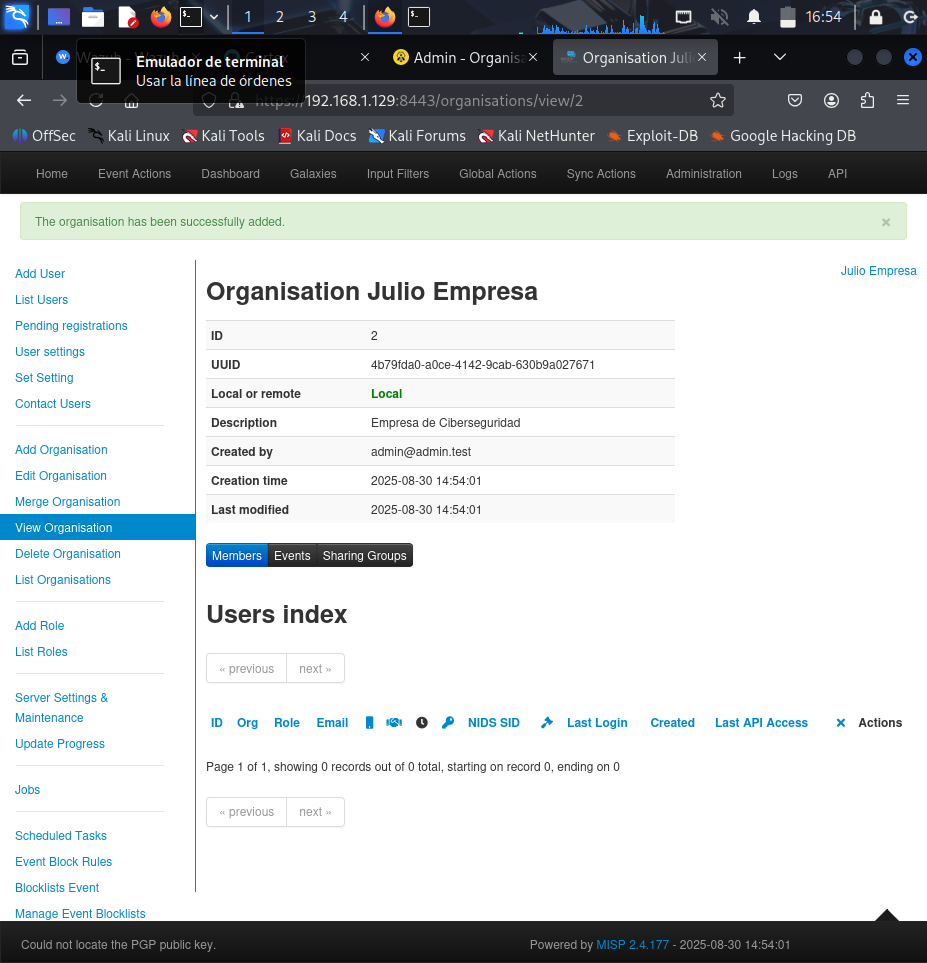 1 2 3 4 16:54
Admin - Organis
Organisation Juli
Emulador de terminal
Usar la línea de órdenes
https://192.168.1.129:8443/organisations/view/2
OffSec Kali Linux Kali Tools Kali Docs Kali Forums Kali NetHunter Exploit-DB Google Hacking DB
Home Event Actions Dashboard Galaxies Input Filters Global Actions Sync Actions Administration Logs API
The organisation has been successfully added. ×
Julio Empresa
Add User
List Users
Pending registrations
User settings
Set Setting
Contact Users
Add Organisation
Edit Organisation
Merge Organisation
View Organisation
Delete Organisation
List Organisations
Add Role
List Roles
Server Settings &
Maintenance
Update Progress
Jobs
Scheduled Tasks
Event Block Rules
Blocklists Event
Manage Event Blocklists
Organisation Julio Empresa
ID 2
UUID 4b79fda0-a0ce-4142-9cab-630b9a027671
Local or remote Local
Description Empresa de Ciberseguridad
Created by admin@admin.test
Creation time 2025-08-30 14:54:01
Last modified 2025-08-30 14:54:01
Members Events Sharing Groups
Users index
« previous next »
ID Org Role Email NIDS SID Last Login Created Last API Access Actions
Page 1 of 1, showing 0 records out of 0 total, starting on record 0, ending on 0
« previous next »
Could not locate the PGP public key. Powered by MISP 2.4.177 - 2025-08-30 14:54:01